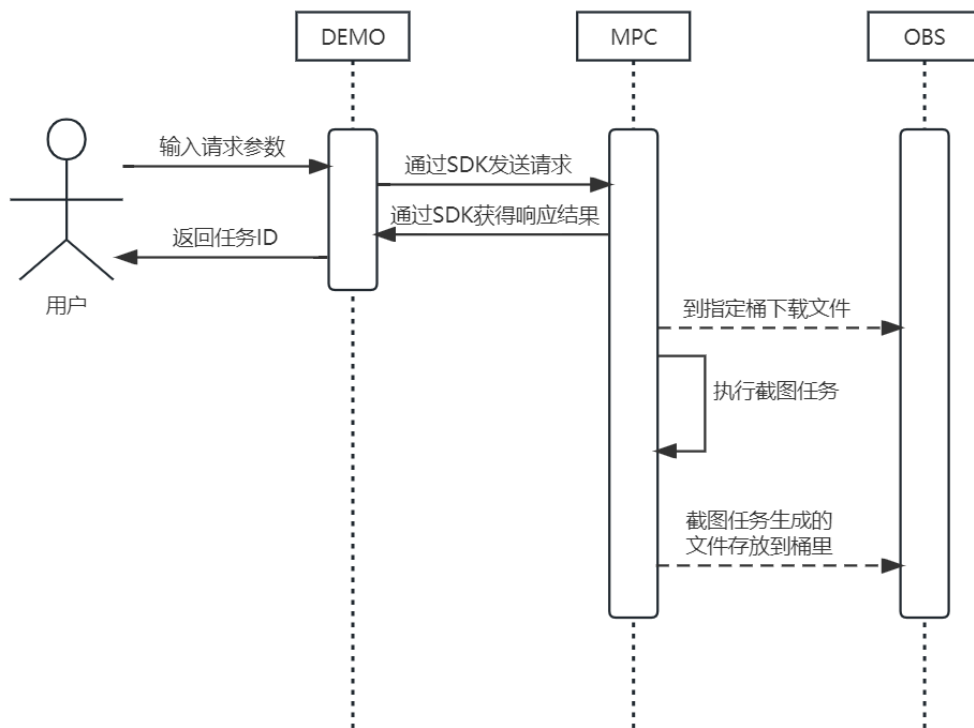 DEMO
MPC
OBS
输入请求参数
通过SDK发送请求
通过SDK获得响应结果
返回任务ID
用户
到指定桶下载文件
执行截图任务
截图任务生成的
文件存放到桶里